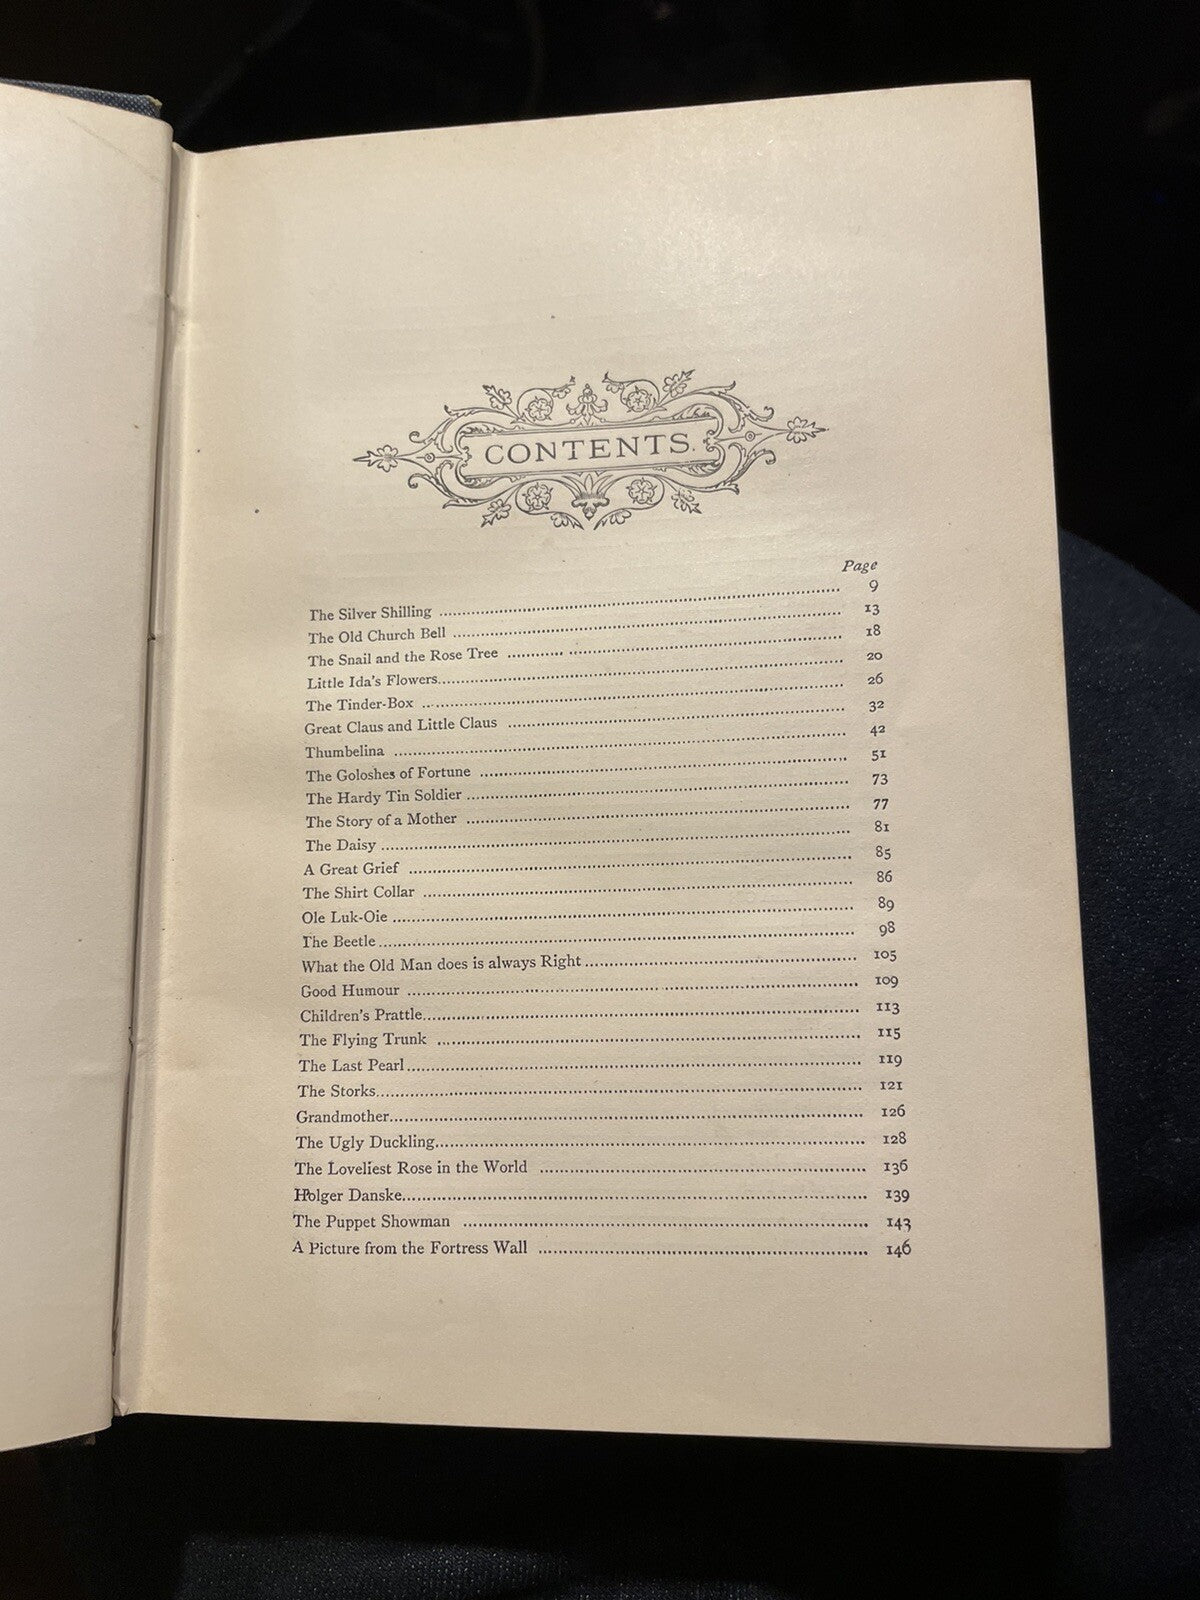 CONTENTS.
Page
The Silver Shilling ........ 9
The Old Church Bell ........ 13
The Snail and the Rose Tree ........ 18
Little Ida's Flowers ........ 20
The Tinder-Box ........ 26
Great Claus and Little Claus ........ 32
Thumbelina ........ 42
The Goloshes of Fortune ........ 51
The Hardy Tin Soldier ........ 73
The Story of a Mother ........ 77
The Daisy ........ 81
A Great Grief ........ 85
The Shirt Collar ........ 86
Ole Luk-Oie ........ 89
The Beetle ........ 98
What the Old Man does is always Right ........ 105
Good Humour ........ 109
Children's Prattle ........ 113
The Flying Trunk ........ 115
The Last Pearl ........ 119
The Storks ........ 121
Grandmother ........ 126
The Ugly Duckling ........ 128
The Loveliest Rose in the World ........ 136
Holger Danske ........ 139
The Puppet Showman ........ 143
A Picture from the Fortress Wall ........ 146